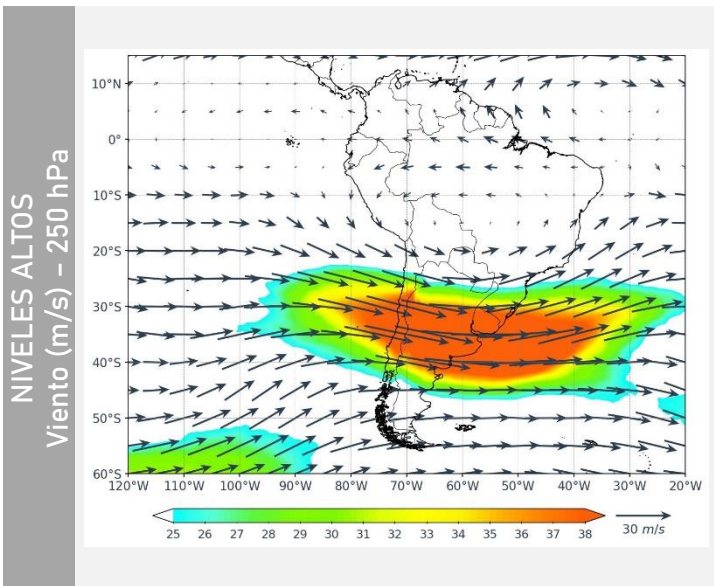 NIVELES ALTOS
Viento (m/s) – 250 hPa
10°N
0°
10°S
20°S
30°S
40°S
50°S
60°S
120°W 110°W 100°W 90°W 80°W 70°W 60°W 50°W 40°W 30°W 20°W
25 26 27 28 29 30 31 32 33 34 35 36 37 38
30 m/s